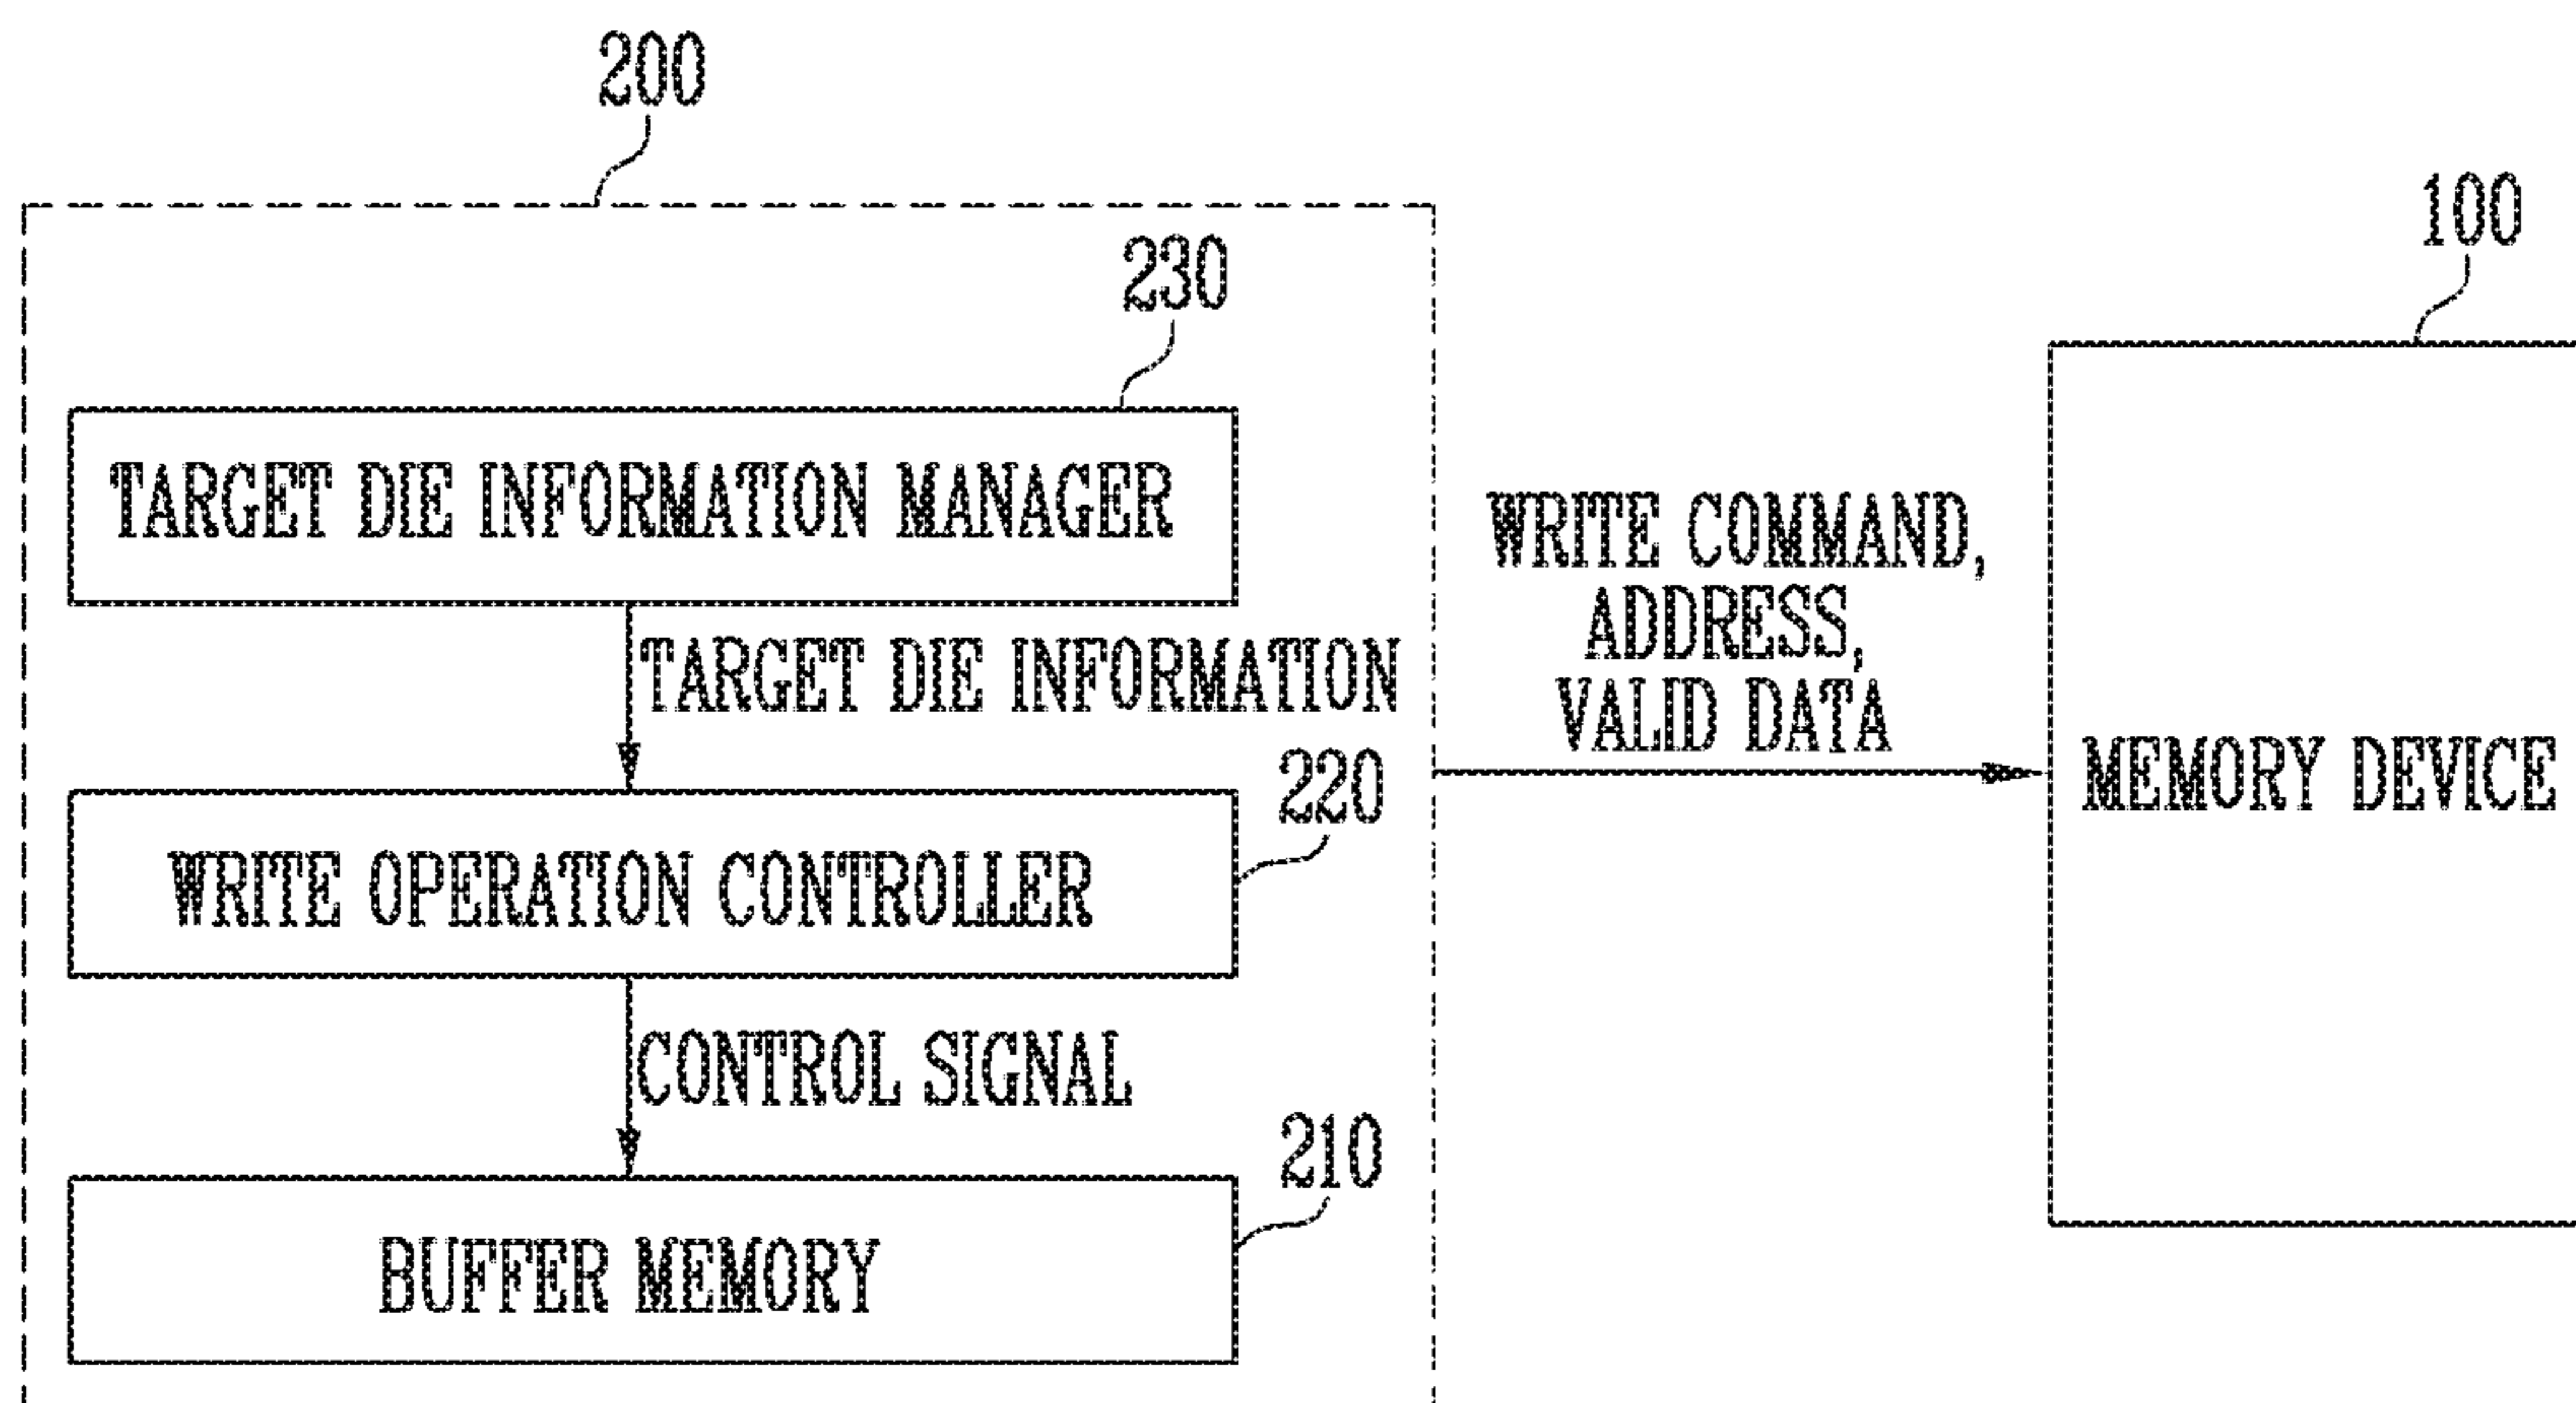 200
100
230
TARGET DIE INFORMATION MANAGER
WRITE COMMAND,
ADDRESS,
VALID DATA
TARGET DIE INFORMATION
220
MEMORY DEVICE
WRITE OPERATION CONTROLLER
CONTROL SIGNAL
210
BUFFER MEMORY